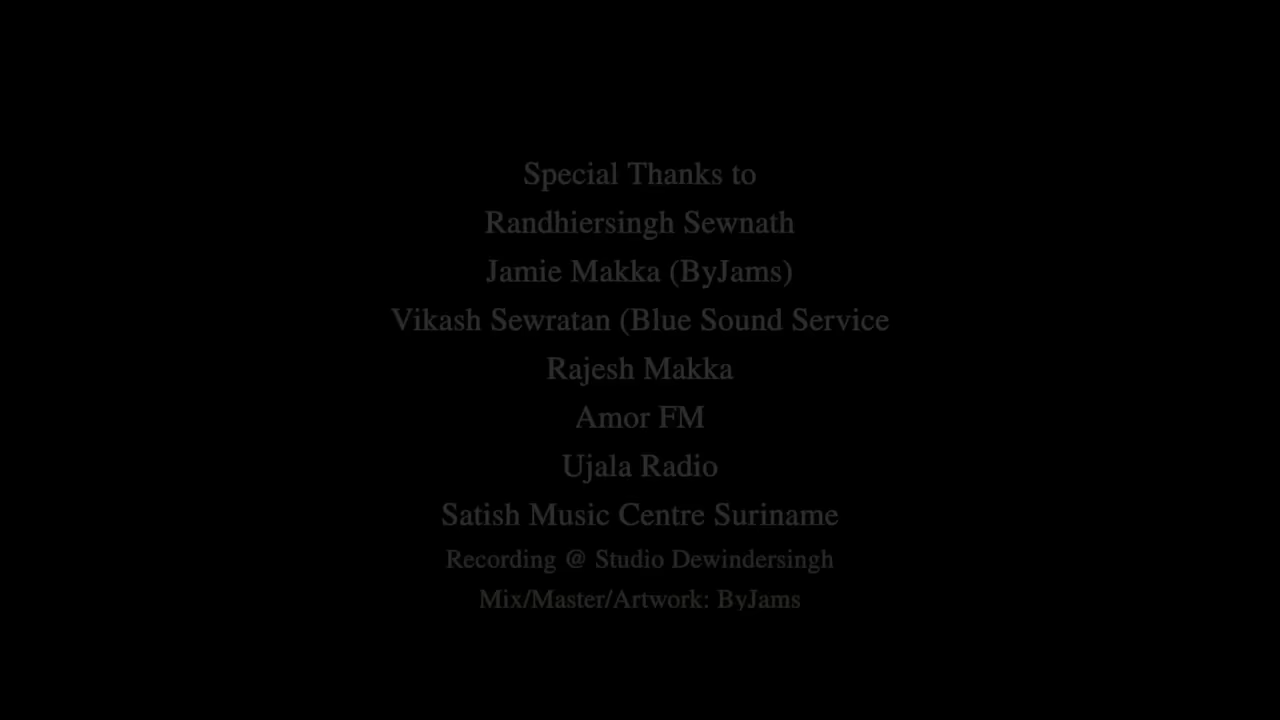 Special Thanks to
Randhiersingh Sewnath
Jamie Makka (ByJams)
Vikash Sewratan (Blue Sound Service
Rajesh Makka
Amor FM
Ujala Radio
Satish Music Centre Suriname
Recording @ Studio Dewindersingh
Mix/Master/Artwork: ByJams